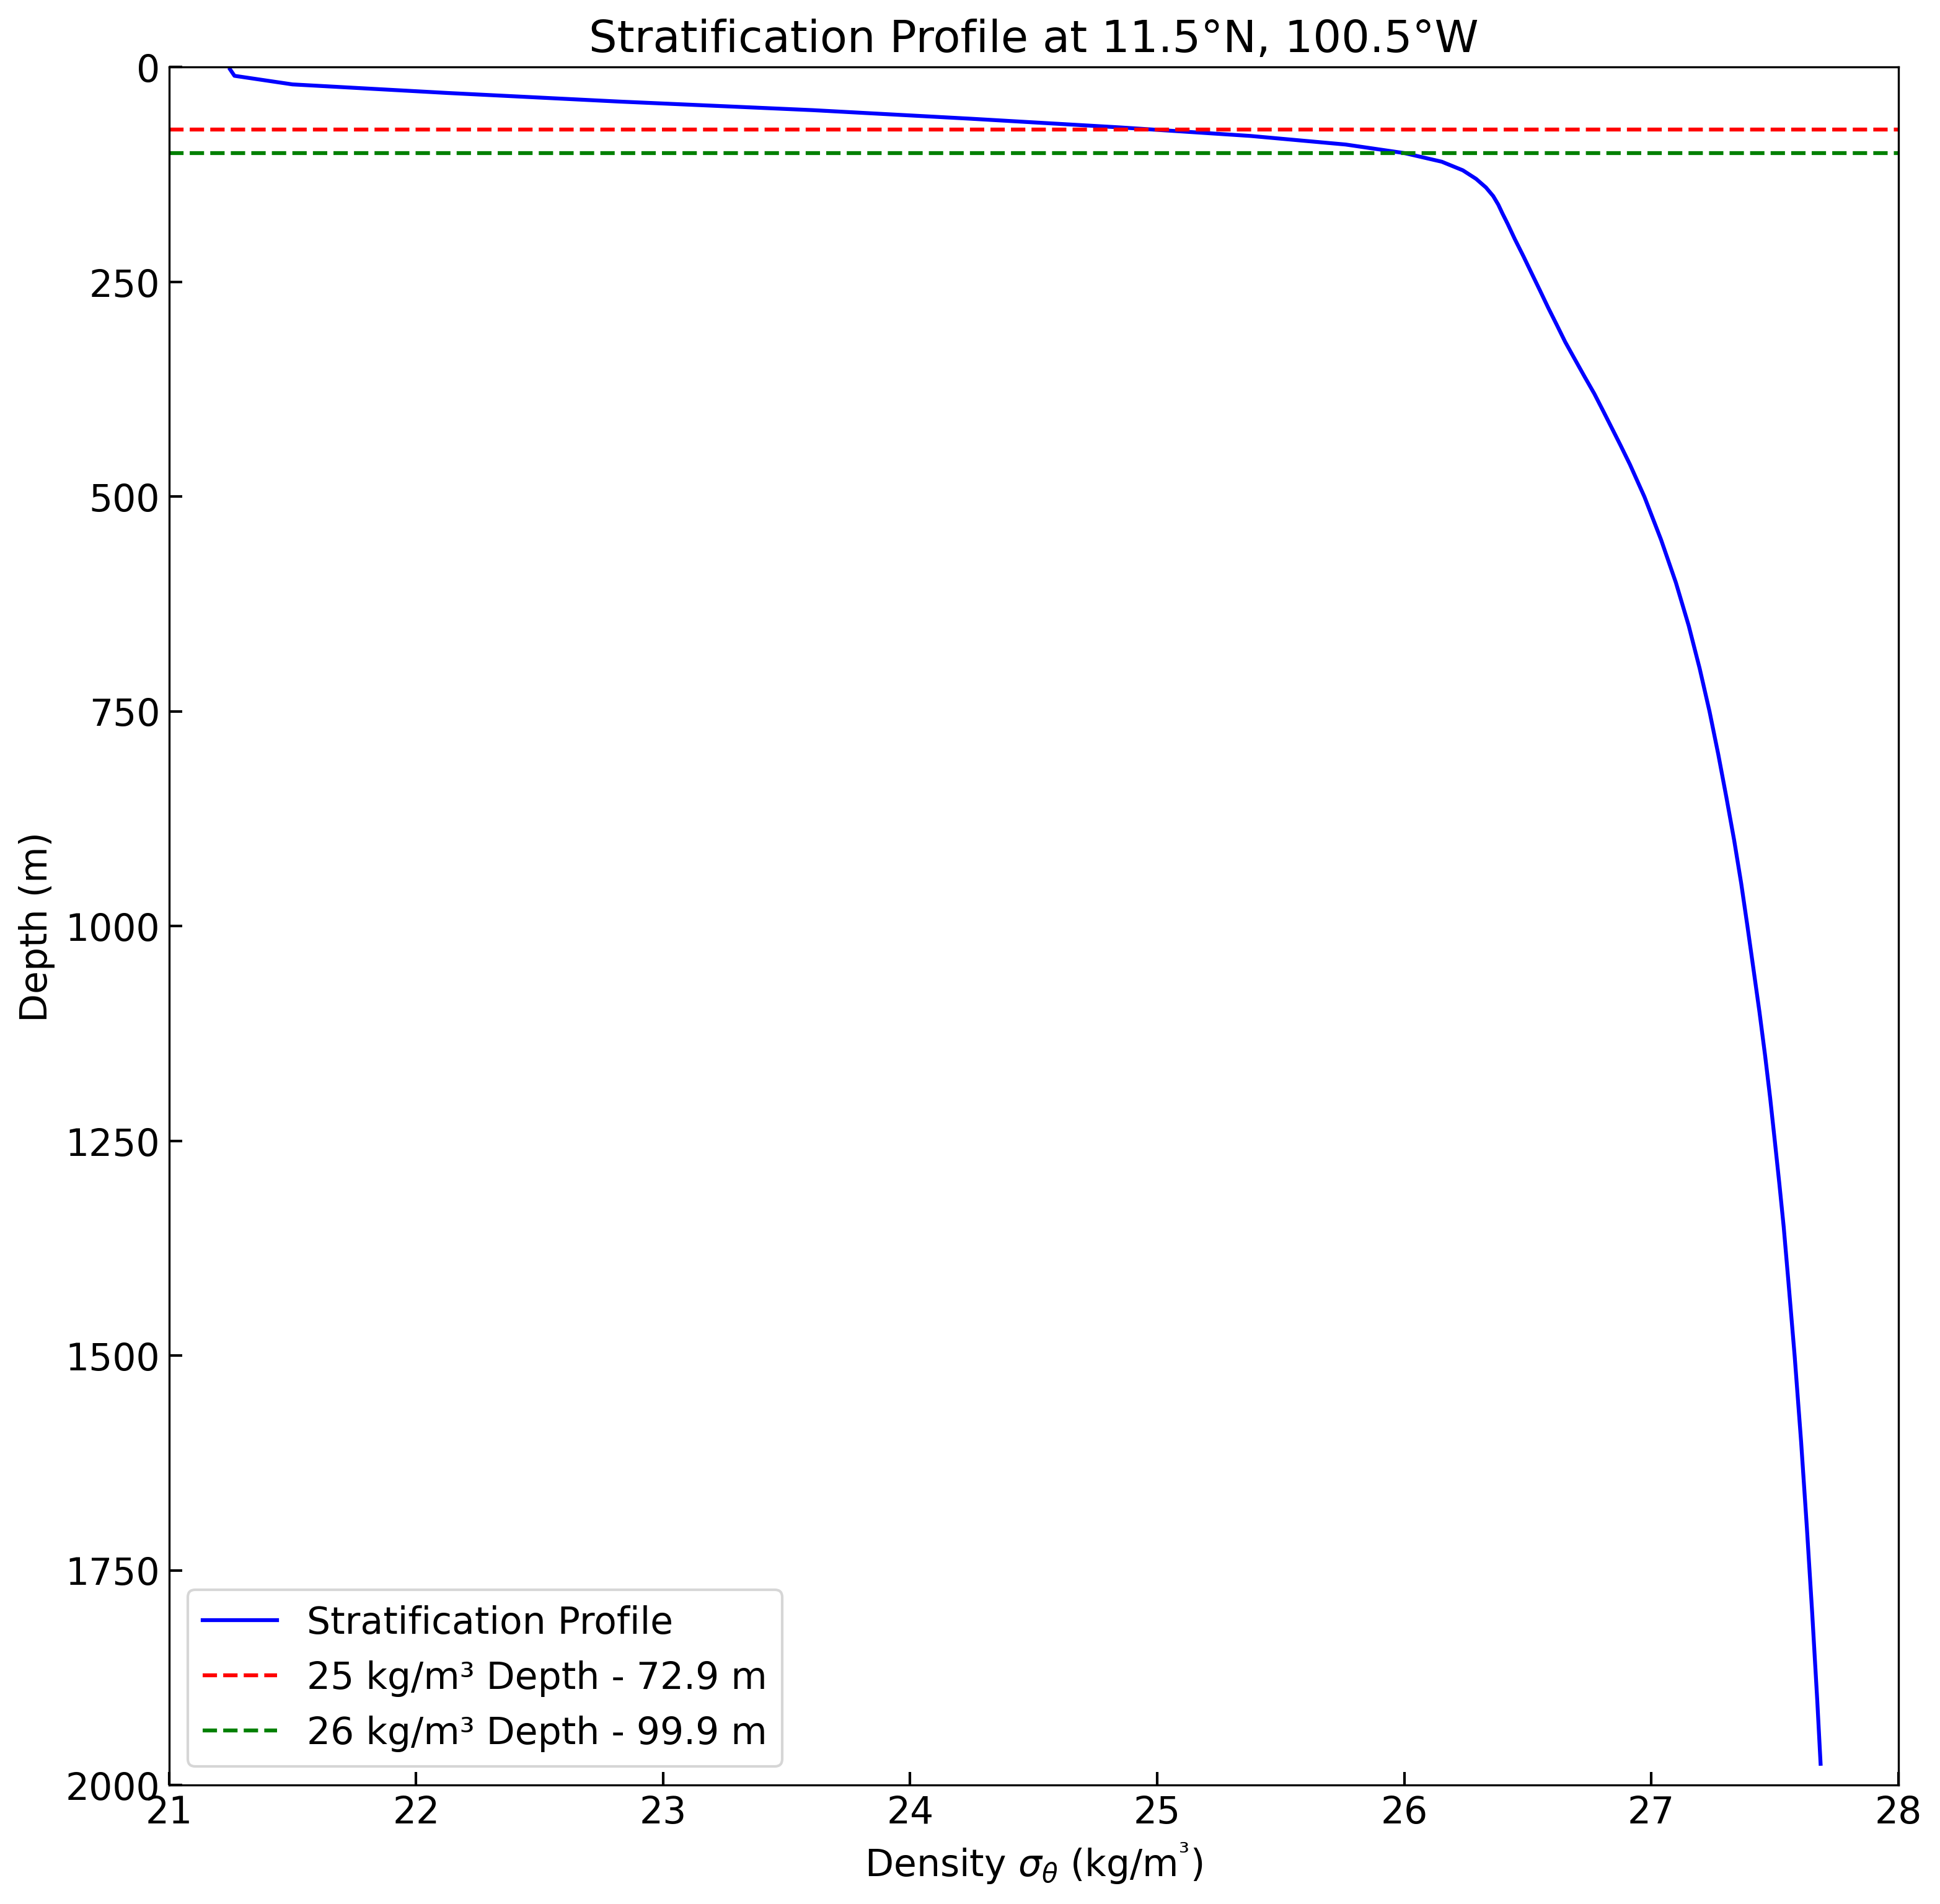 Stratification Profile at 11.5°N, 100.5°W
0
250
500
750
1000
1250
1500
1750
2000
Depth (m)
Stratification Profile
25 kg/m³ Depth - 72.9 m
26 kg/m³ Depth - 99.9 m
21 22 23 24 25 26 27 28
Density σθ (kg/m³)